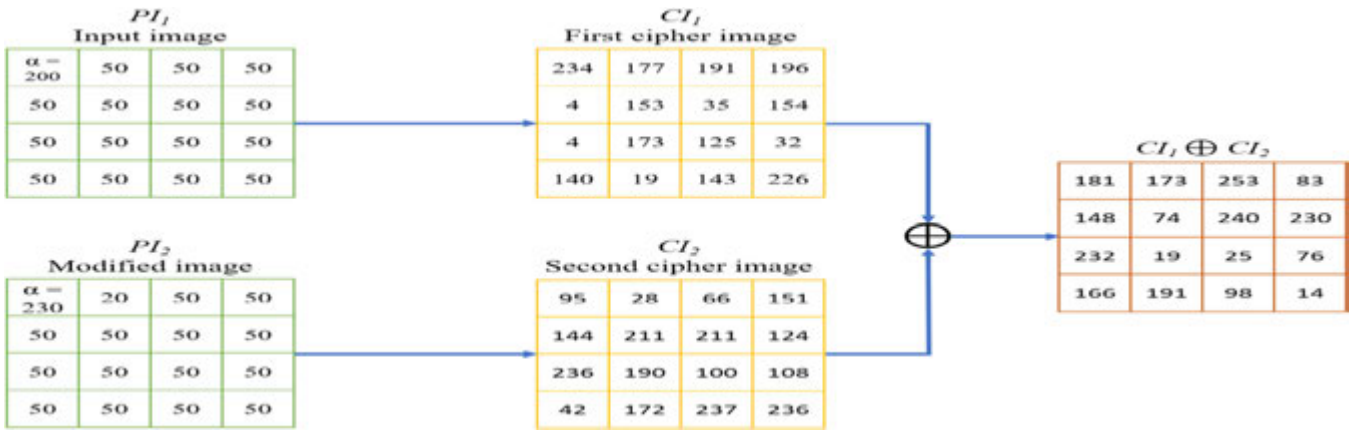 PI₁
Input image
α =
200 50 50 50
50 50 50 50
50 50 50 50
50 50 50 50
CI₁
First cipher image
234 177 191 196
4 153 35 154
4 173 125 32
140 19 143 226
PI₂
Modified image
α =
230 20 50 50
50 50 50 50
50 50 50 50
50 50 50 50
CI₂
Second cipher image
95 28 66 151
144 211 211 124
236 190 100 108
42 172 237 236
CI₁ ⊕ CI₂
181 173 253 83
148 74 240 230
232 19 25 76
166 191 98 14